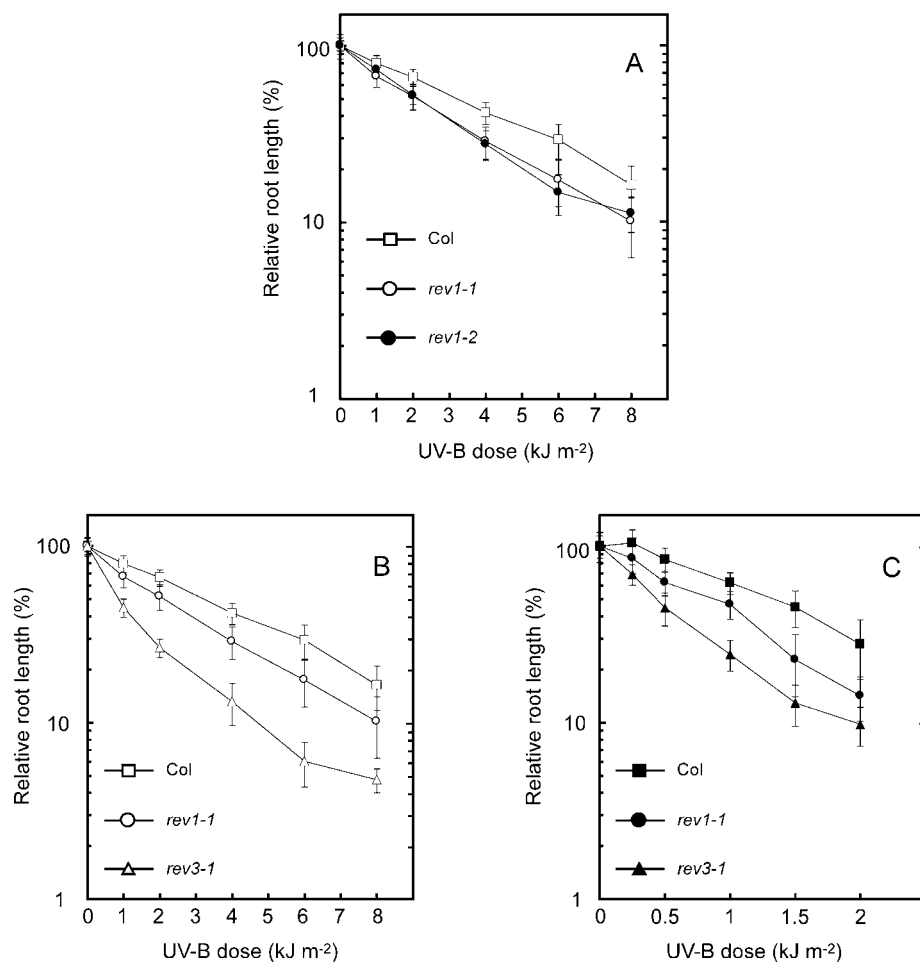 A
Relative root length (%)
100
10
1
Col
rev1-1
rev1-2
0 1 2 3 4 5 6 7 8
UV-B dose (kJ m-2)
B
Relative root length (%)
100
10
1
Col
rev1-1
rev3-1
0 1 2 3 4 5 6 7 8
UV-B dose (kJ m-2)
C
Relative root length (%)
100
10
1
Col
rev1-1
rev3-1
0 0.5 1 1.5 2
UV-B dose (kJ m-2)